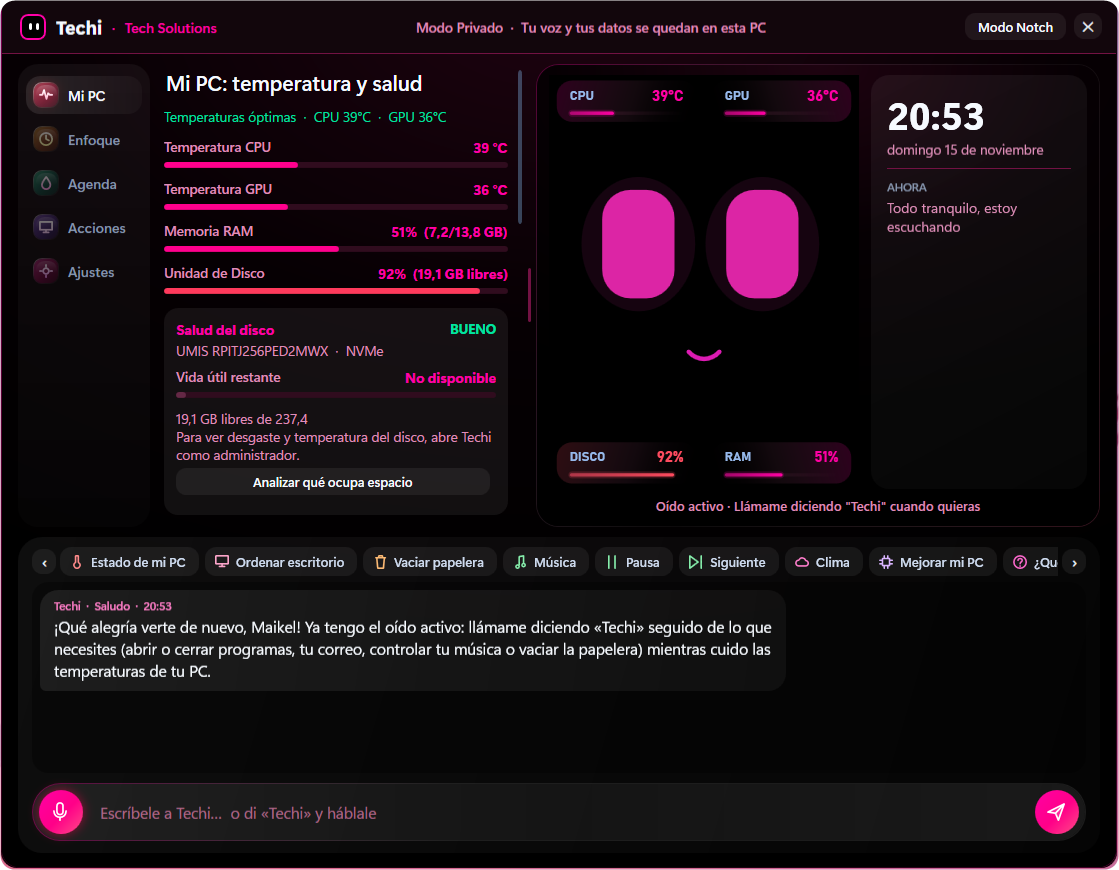 Techi · Tech Solutions
Modo Privado · Tu voz y tus datos se quedan en esta PC
Modo Notch
Mi PC
Enfoque
Agenda
Acciones
Ajustes
Mi PC: temperatura y salud
Temperaturas óptimas · CPU 39°C · GPU 36°C
Temperatura CPU 39 °C
Temperatura GPU 36 °C
Memoria RAM 51% (7,2/13,8 GB)
Unidad de Disco 92% (19,1 GB libres)
Salud del disco BUENO
UMIS RPITJ256PED2MWX · NVMe
Vida útil restante No disponible
19,1 GB libres de 237,4
Para ver desgaste y temperatura del disco, abre Techi
como administrador.
Analizar qué ocupa espacio
CPU 39°C GPU 36°C
DISCO 92% RAM 51%
Oído activo · Llámame diciendo "Techi" cuando quieras
20:53
domingo 15 de noviembre
AHORA
Todo tranquilo, estoy
escuchando
‹ Estado de mi PC Ordenar escritorio Vaciar papelera Música Pausa Siguiente Clima Mejorar mi PC ¿Qu ›
Techi · Saludo · 20:53
¡Qué alegría verte de nuevo, Maikel! Ya tengo el oído activo: llámame diciendo «Techi» seguido de lo que
necesites (abrir o cerrar programas, tu correo, controlar tu música o vaciar la papelera) mientras cuido las
temperaturas de tu PC.
Escríbele a Techi... o di «Techi» y háblale